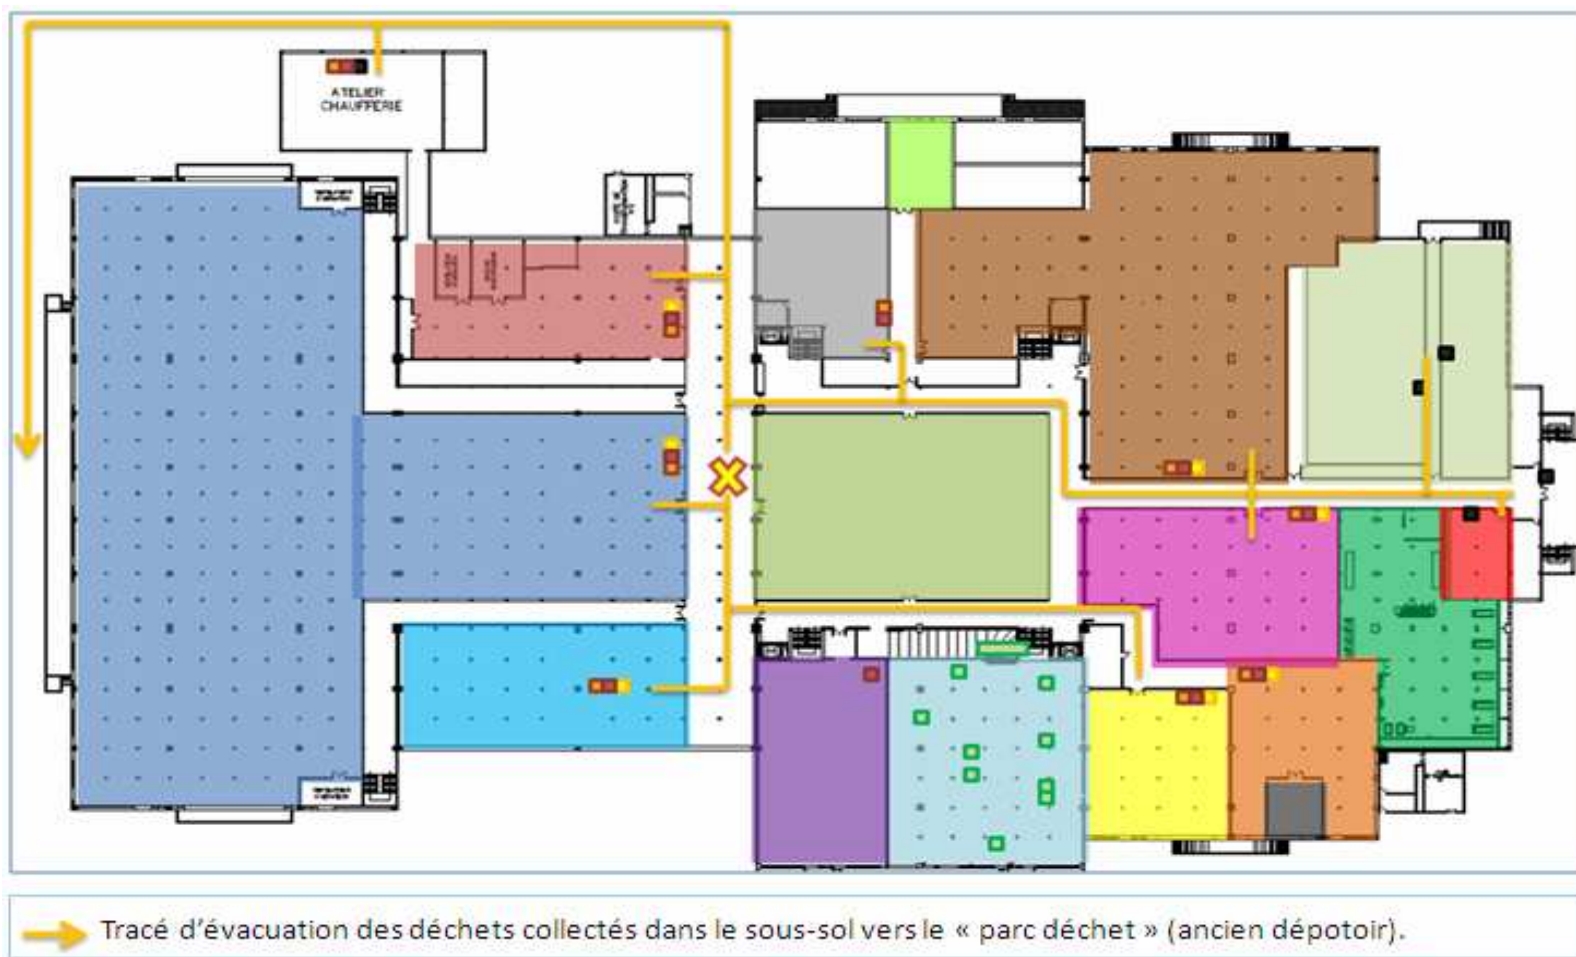 ATELIER
CHAUFFERIE
Tracé d'évacuation des déchets collectés dans le sous-sol vers le « parc déchet » (ancien dépotoir).